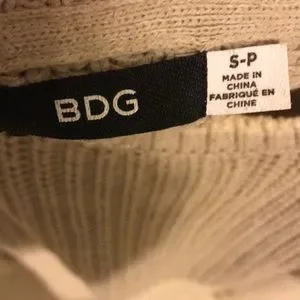 BDG
S-P
MADE IN
CHINA
FABRIQUÉ EN
CHINE